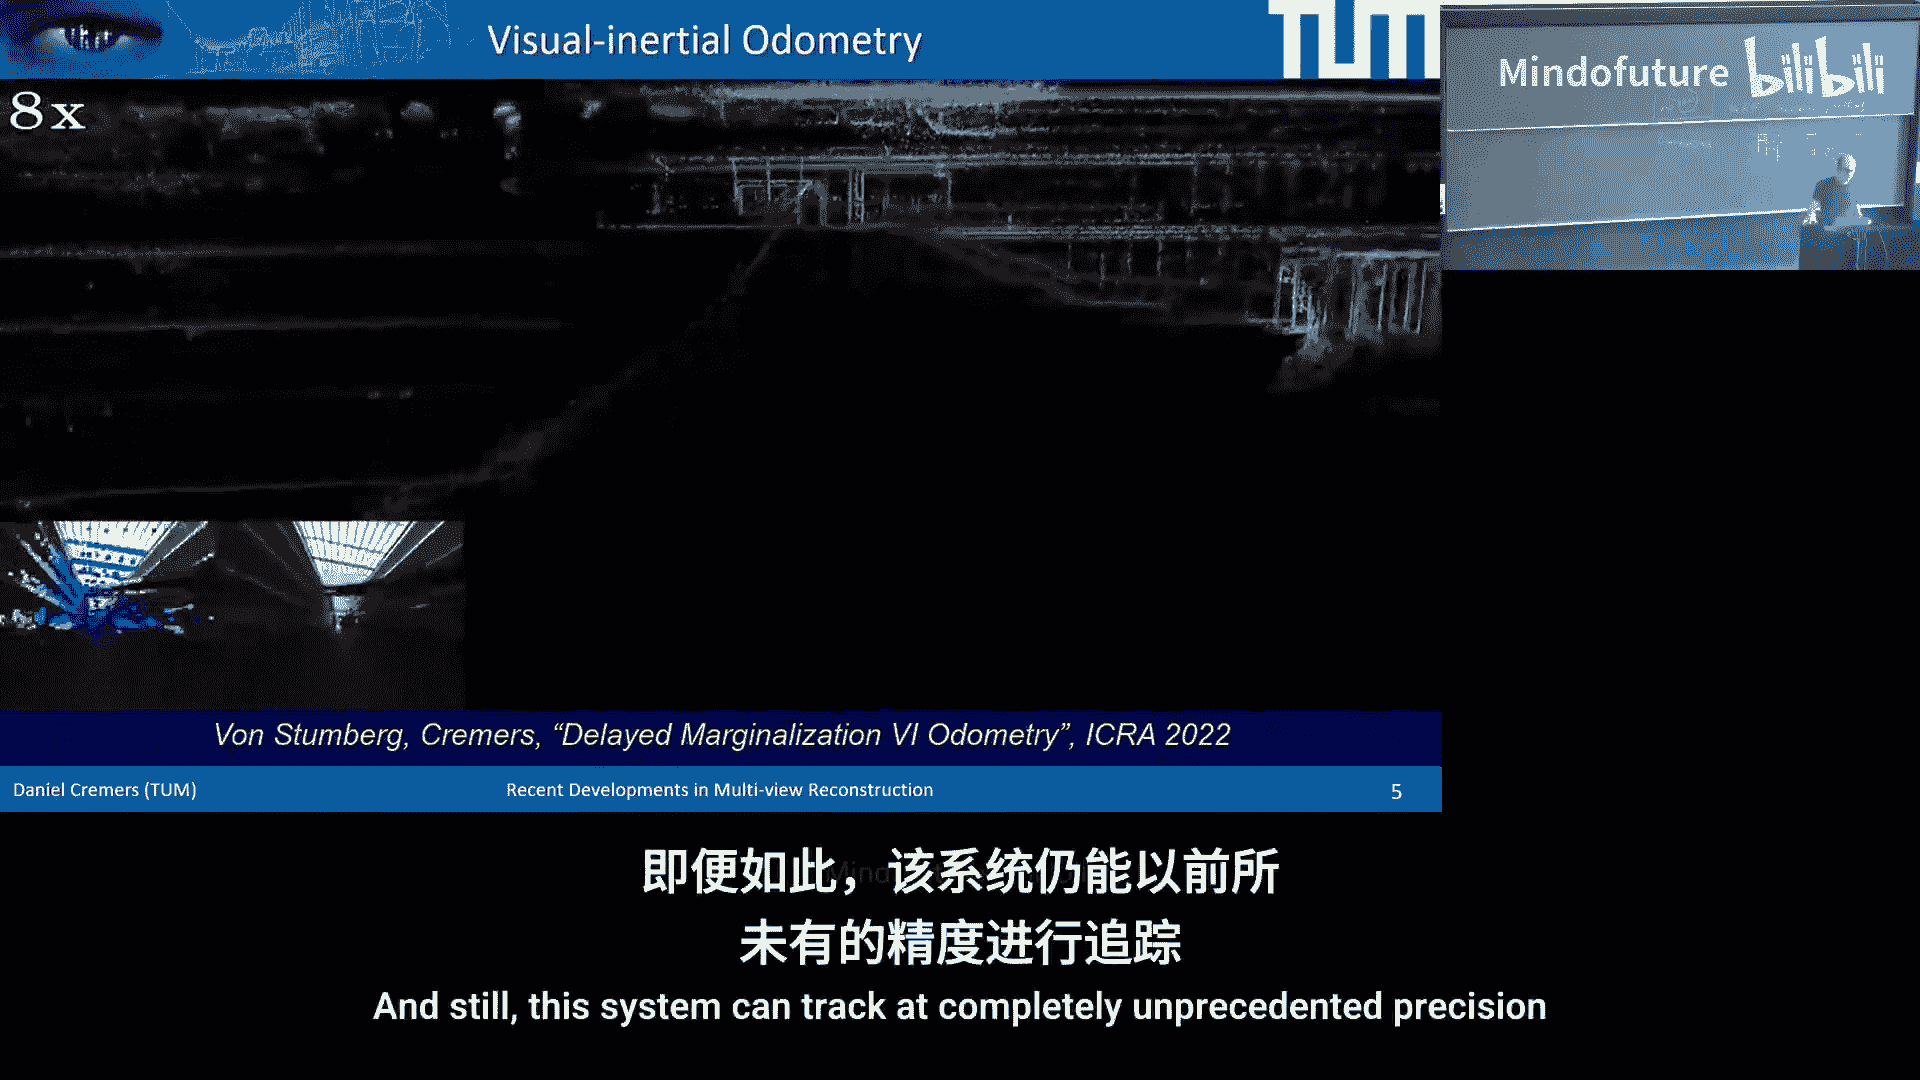 Visual-inertial Odometry
TUM
Mindofuture bilibili
8x
Von Stumberg, Cremers, “Delayed Marginalization VI Odometry”, ICRA 2022
Daniel Cremers (TUM)
Recent Developments in Multi-view Reconstruction
5
即便如此，该系统仍能以前所
未有的精度进行追踪
And still, this system can track at completely unprecedented precision